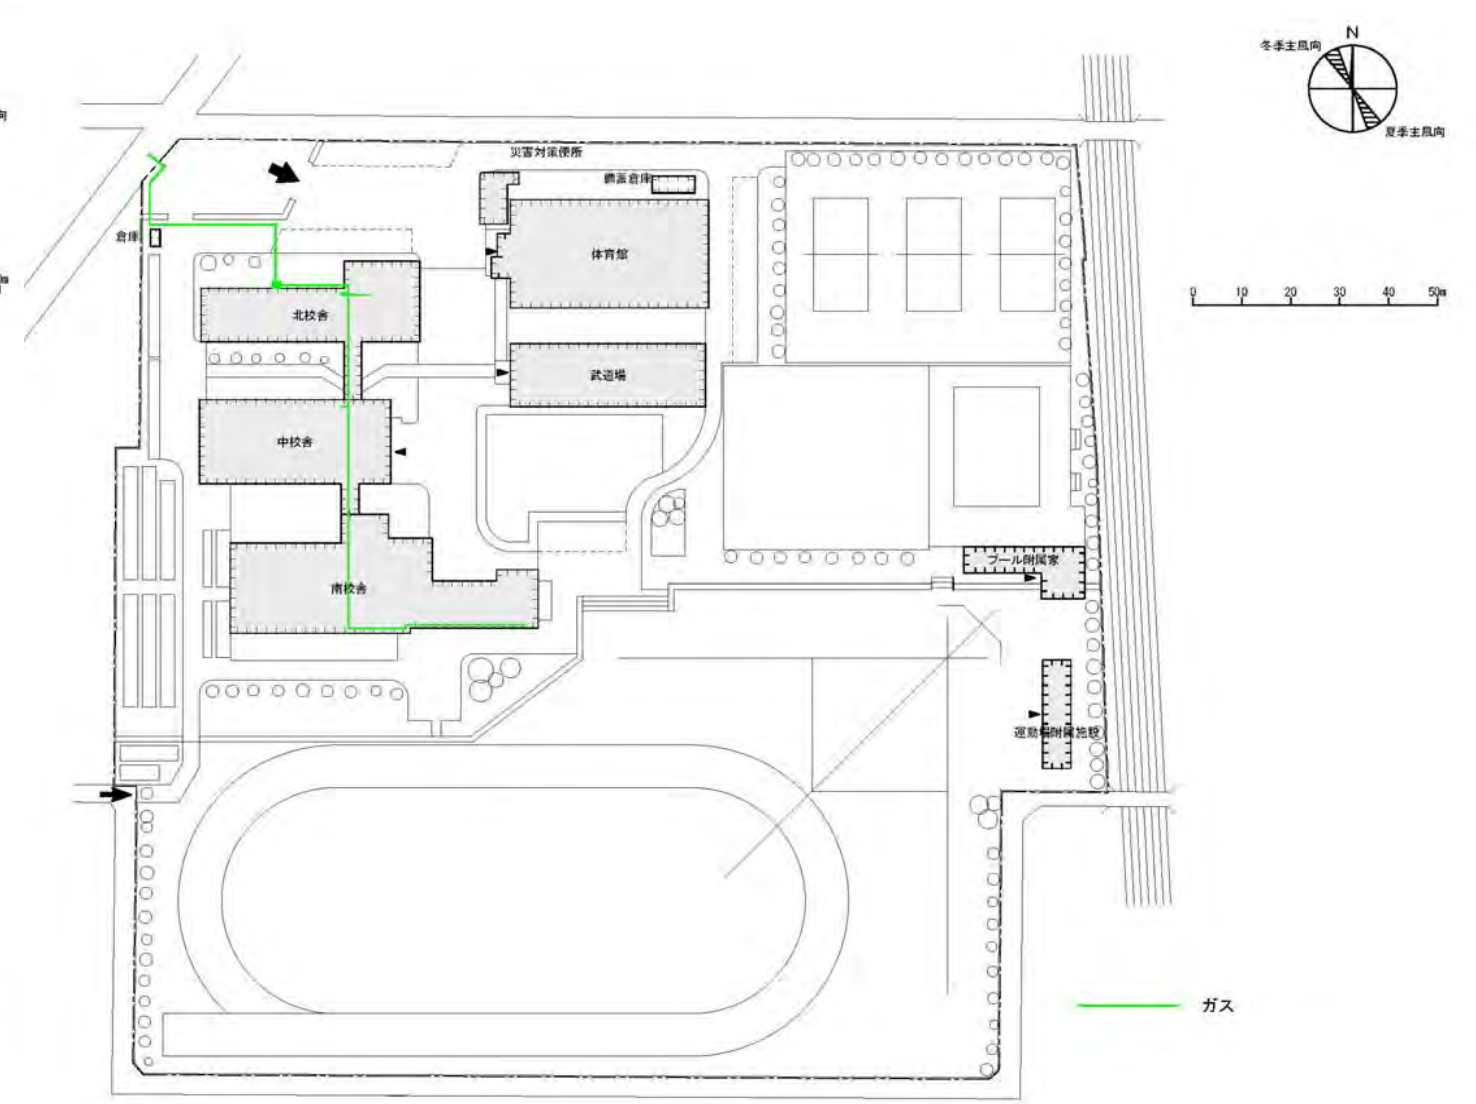 N
冬季主風向
夏季主風向
向
災害対策便所
備蓄倉庫
倉庫
体育館
m
0 10 20 30 40 50m
北校舎
武道場
中校舎
プール附属家
南校舎
運動場附属施設
ガス